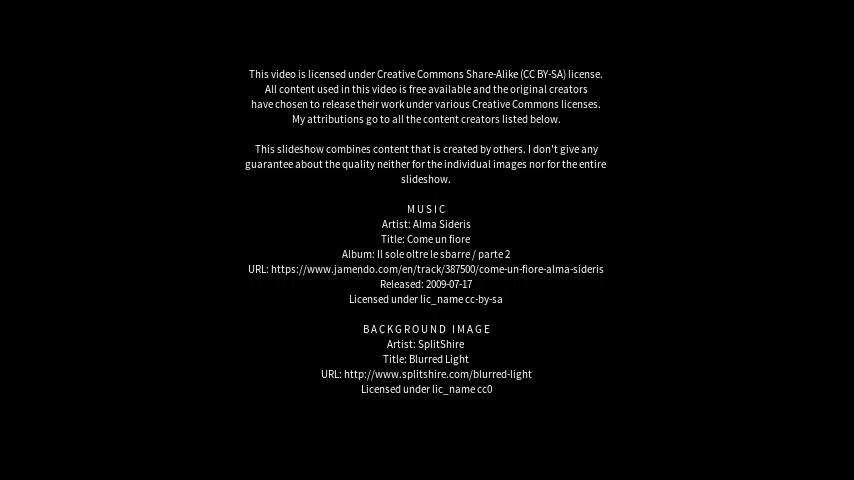 This video is licensed under Creative Commons Share-Alike (CC BY-SA) license.
All content used in this video is free available and the original creators
have chosen to release their work under various Creative Commons licenses.
My attributions go to all the content creators listed below.
This slideshow combines content that is created by others. I don't give any
guarantee about the quality neither for the individual images nor for the entire
slideshow.
MUSIC
Artist: Alma Sideris
Title: Come un fiore
Album: Il sole oltre le sbarre / parte 2
URL: https://www.jamendo.com/en/track/387500/come-un-fiore-alma-sideris
Released: 2009-07-17
Licensed under lic_name cc-by-sa
BACKGROUND IMAGE
Artist: SplitShire
Title: Blurred Light
URL: http://www.splitshire.com/blurred-light
Licensed under lic_name cc0